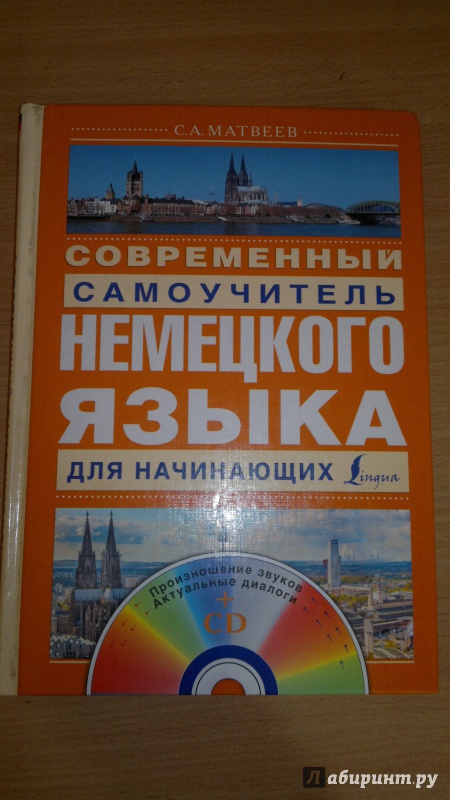 С.А. МАТВЕЕВ
СОВРЕМЕННЫЙ
САМОУЧИТЕЛЬ
НЕМЕЦКОГО
ЯЗЫКА
ДЛЯ НАЧИНАЮЩИХ Lingua
Произношение звуков
Актуальные диалоги
+
CD
Лабиринт.ру